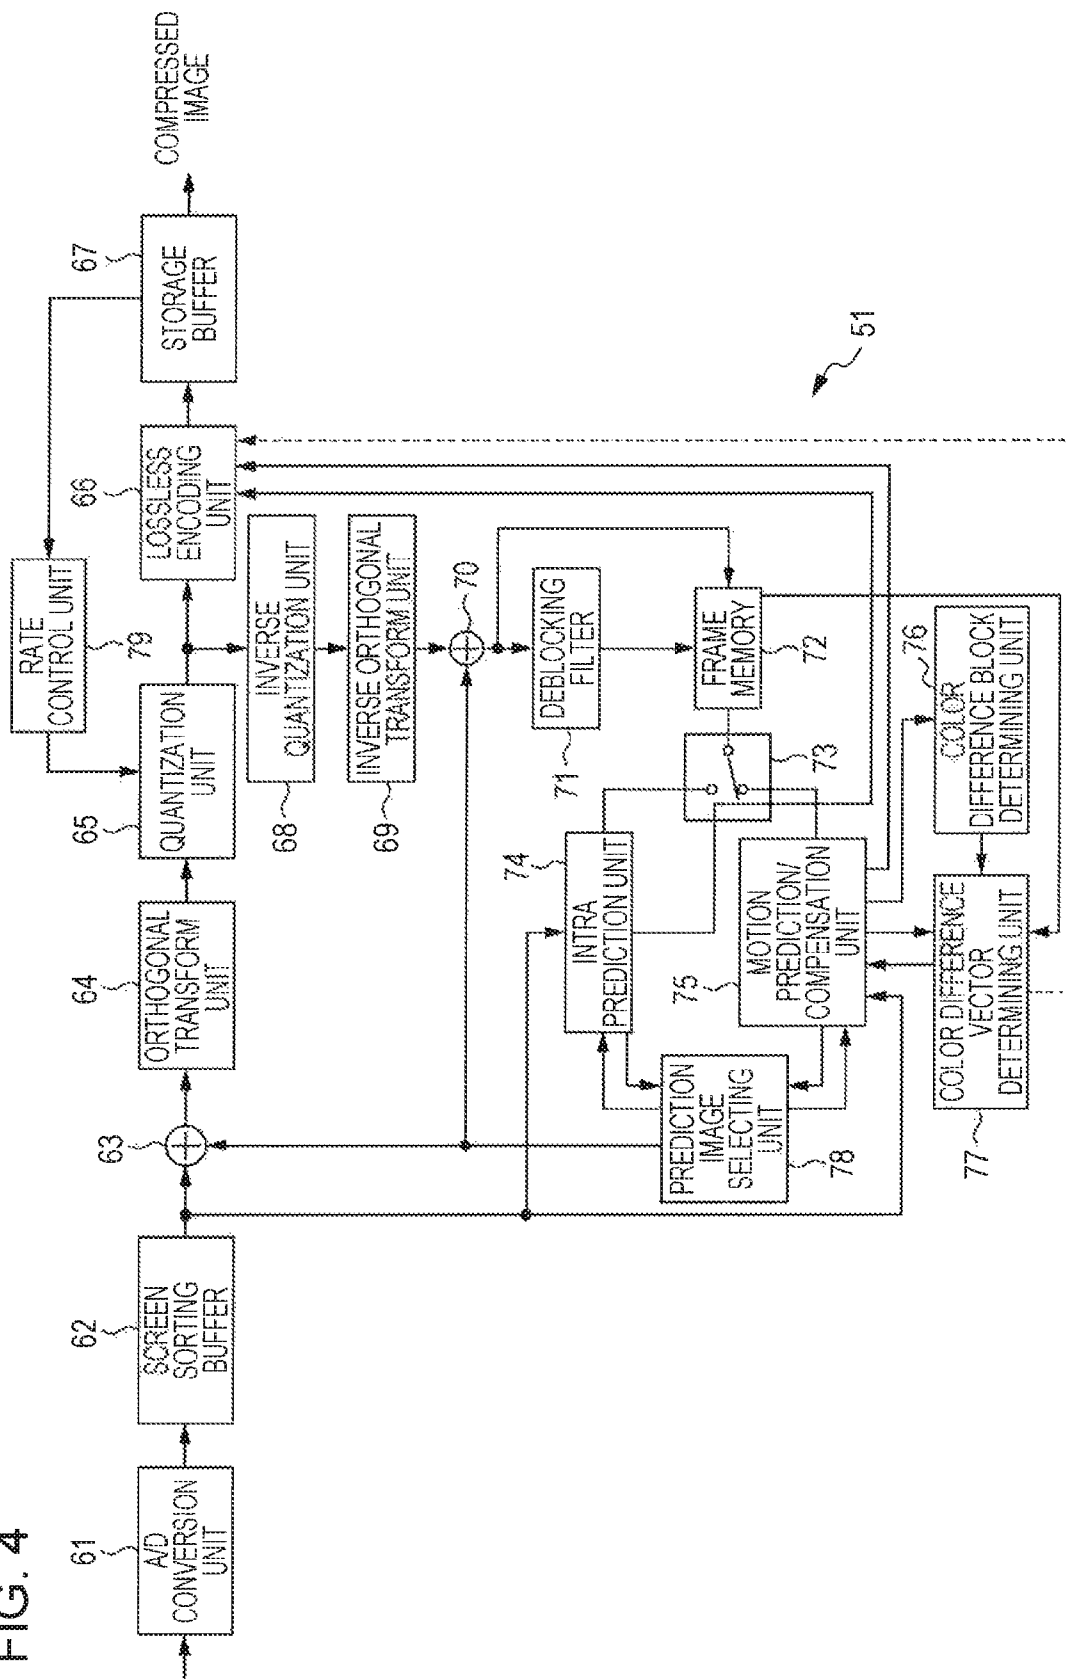 FIG. 4
61
A/D
CONVERSION
UNIT
62
SCREEN
SORTING
BUFFER
63
64
ORTHOGONAL
TRANSFORM
UNIT
65
QUANTIZATION
UNIT
RATE
CONTROL UNIT
79
66
LOSSLESS
ENCODING
UNIT
67
STORAGE
BUFFER
COMPRESSED
IMAGE
INVERSE
QUANTIZATION UNIT
68
INVERSE ORTHOGONAL
TRANSFORM UNIT
69
70
DEBLOCKING
FILTER
71
FRAME
MEMORY
72
73
74
INTRA
PREDICTION UNIT
75
MOTION
PREDICTION/
COMPENSATION
UNIT
PREDICTION
IMAGE
SELECTING
UNIT
78
76
COLOR
DIFFERENCE BLOCK
DETERMINING UNIT
COLOR DIFFERENCE
VECTOR
DETERMINING UNIT
77
51